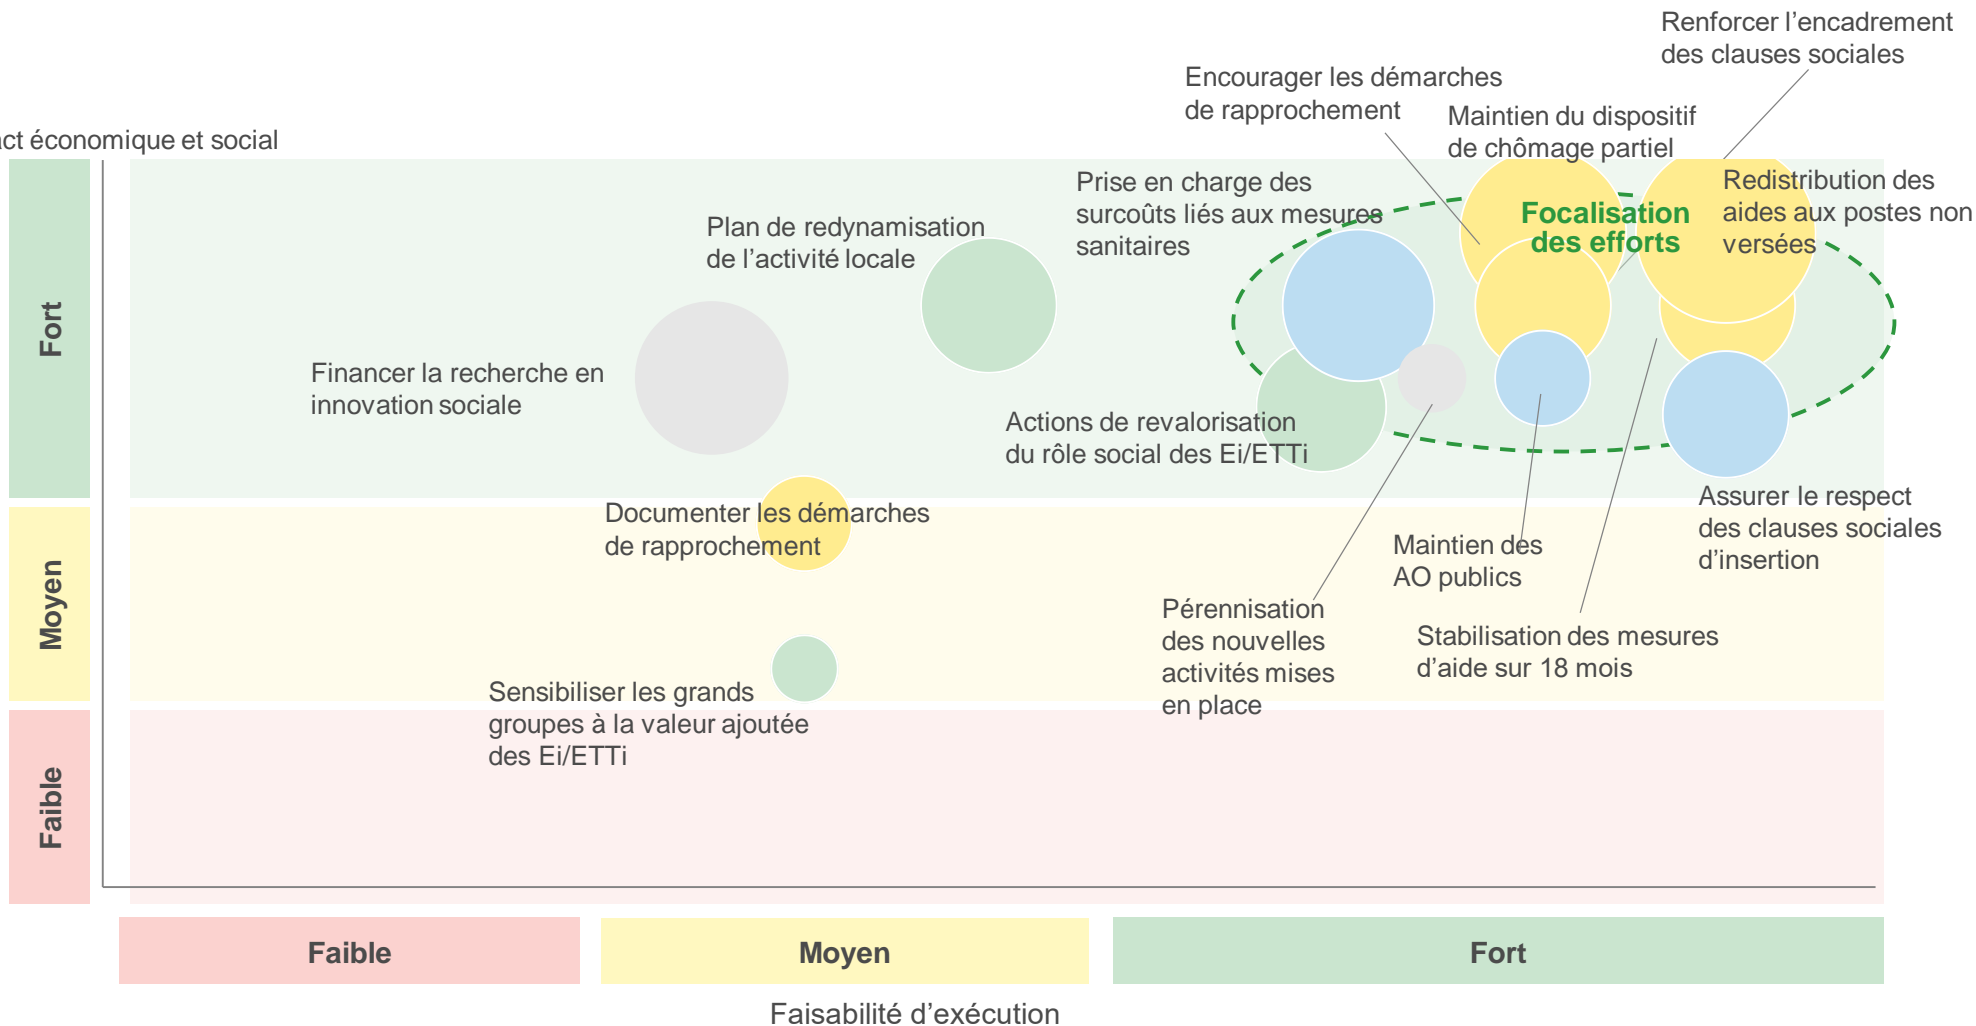 Renforcer l’encadrement
des clauses sociales
Encourager les démarches
de rapprochement
Maintien du dispositif
de chômage partiel
économique et social
Prise en charge des
surcoûts liés aux mesures
sanitaires
Redistribution des
aides aux postes non
versées
Focalisation
des efforts
Plan de redynamisation
de l’activité locale
Fort
Financer la recherche en
innovation sociale
Actions de revalorisation
du rôle social des Ei/ETTi
Documenter les démarches
de rapprochement
Assurer le respect
des clauses sociales
d’insertion
Maintien des
AO publics
Moyen
Pérennisation
des nouvelles
activités mises
en place
Stabilisation des mesures
d’aide sur 18 mois
Sensibiliser les grands
groupes à la valeur ajoutée
des Ei/ETTi
Faible
Faible
Moyen
Fort
Faisabilité d’exécution